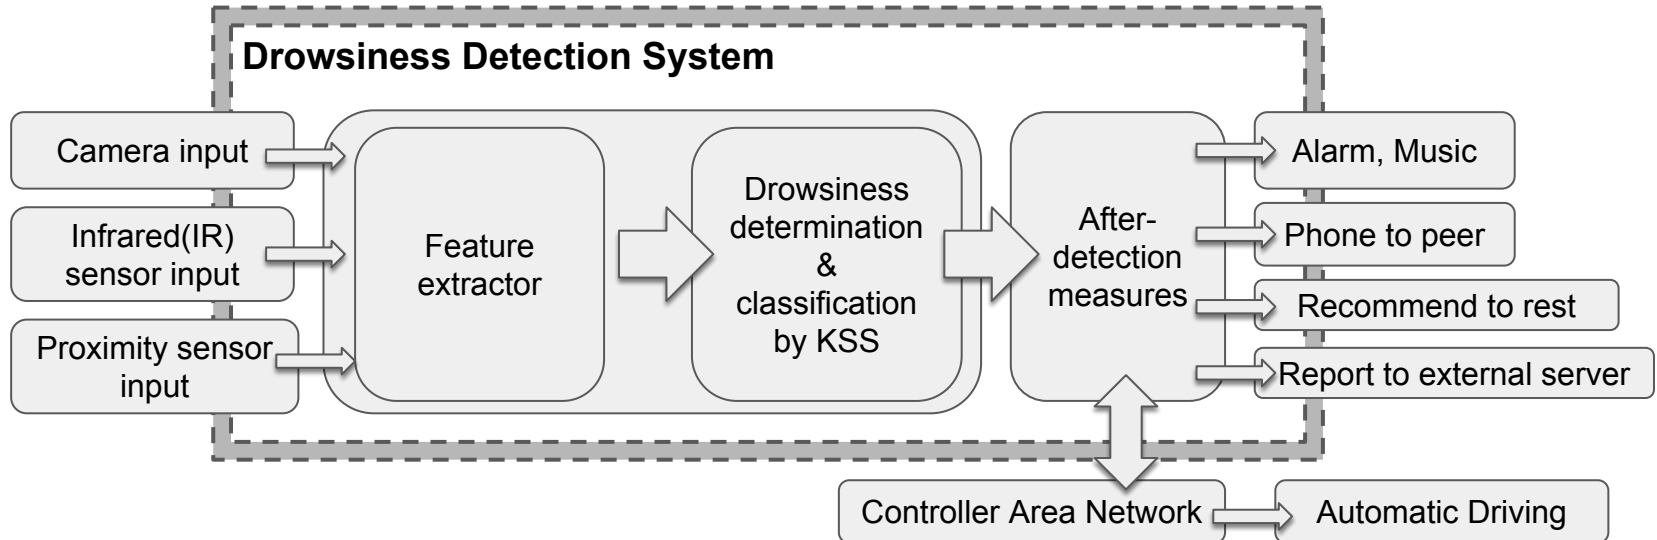 Drowsiness Detection System
Camera input
Infrared(IR)
sensor input
Proximity sensor
input
Feature
extractor
Drowsiness
determination
&
classification
by KSS
After-
detection
measures
Alarm, Music
Phone to peer
Recommend to rest
Report to external server
Controller Area Network
Automatic Driving